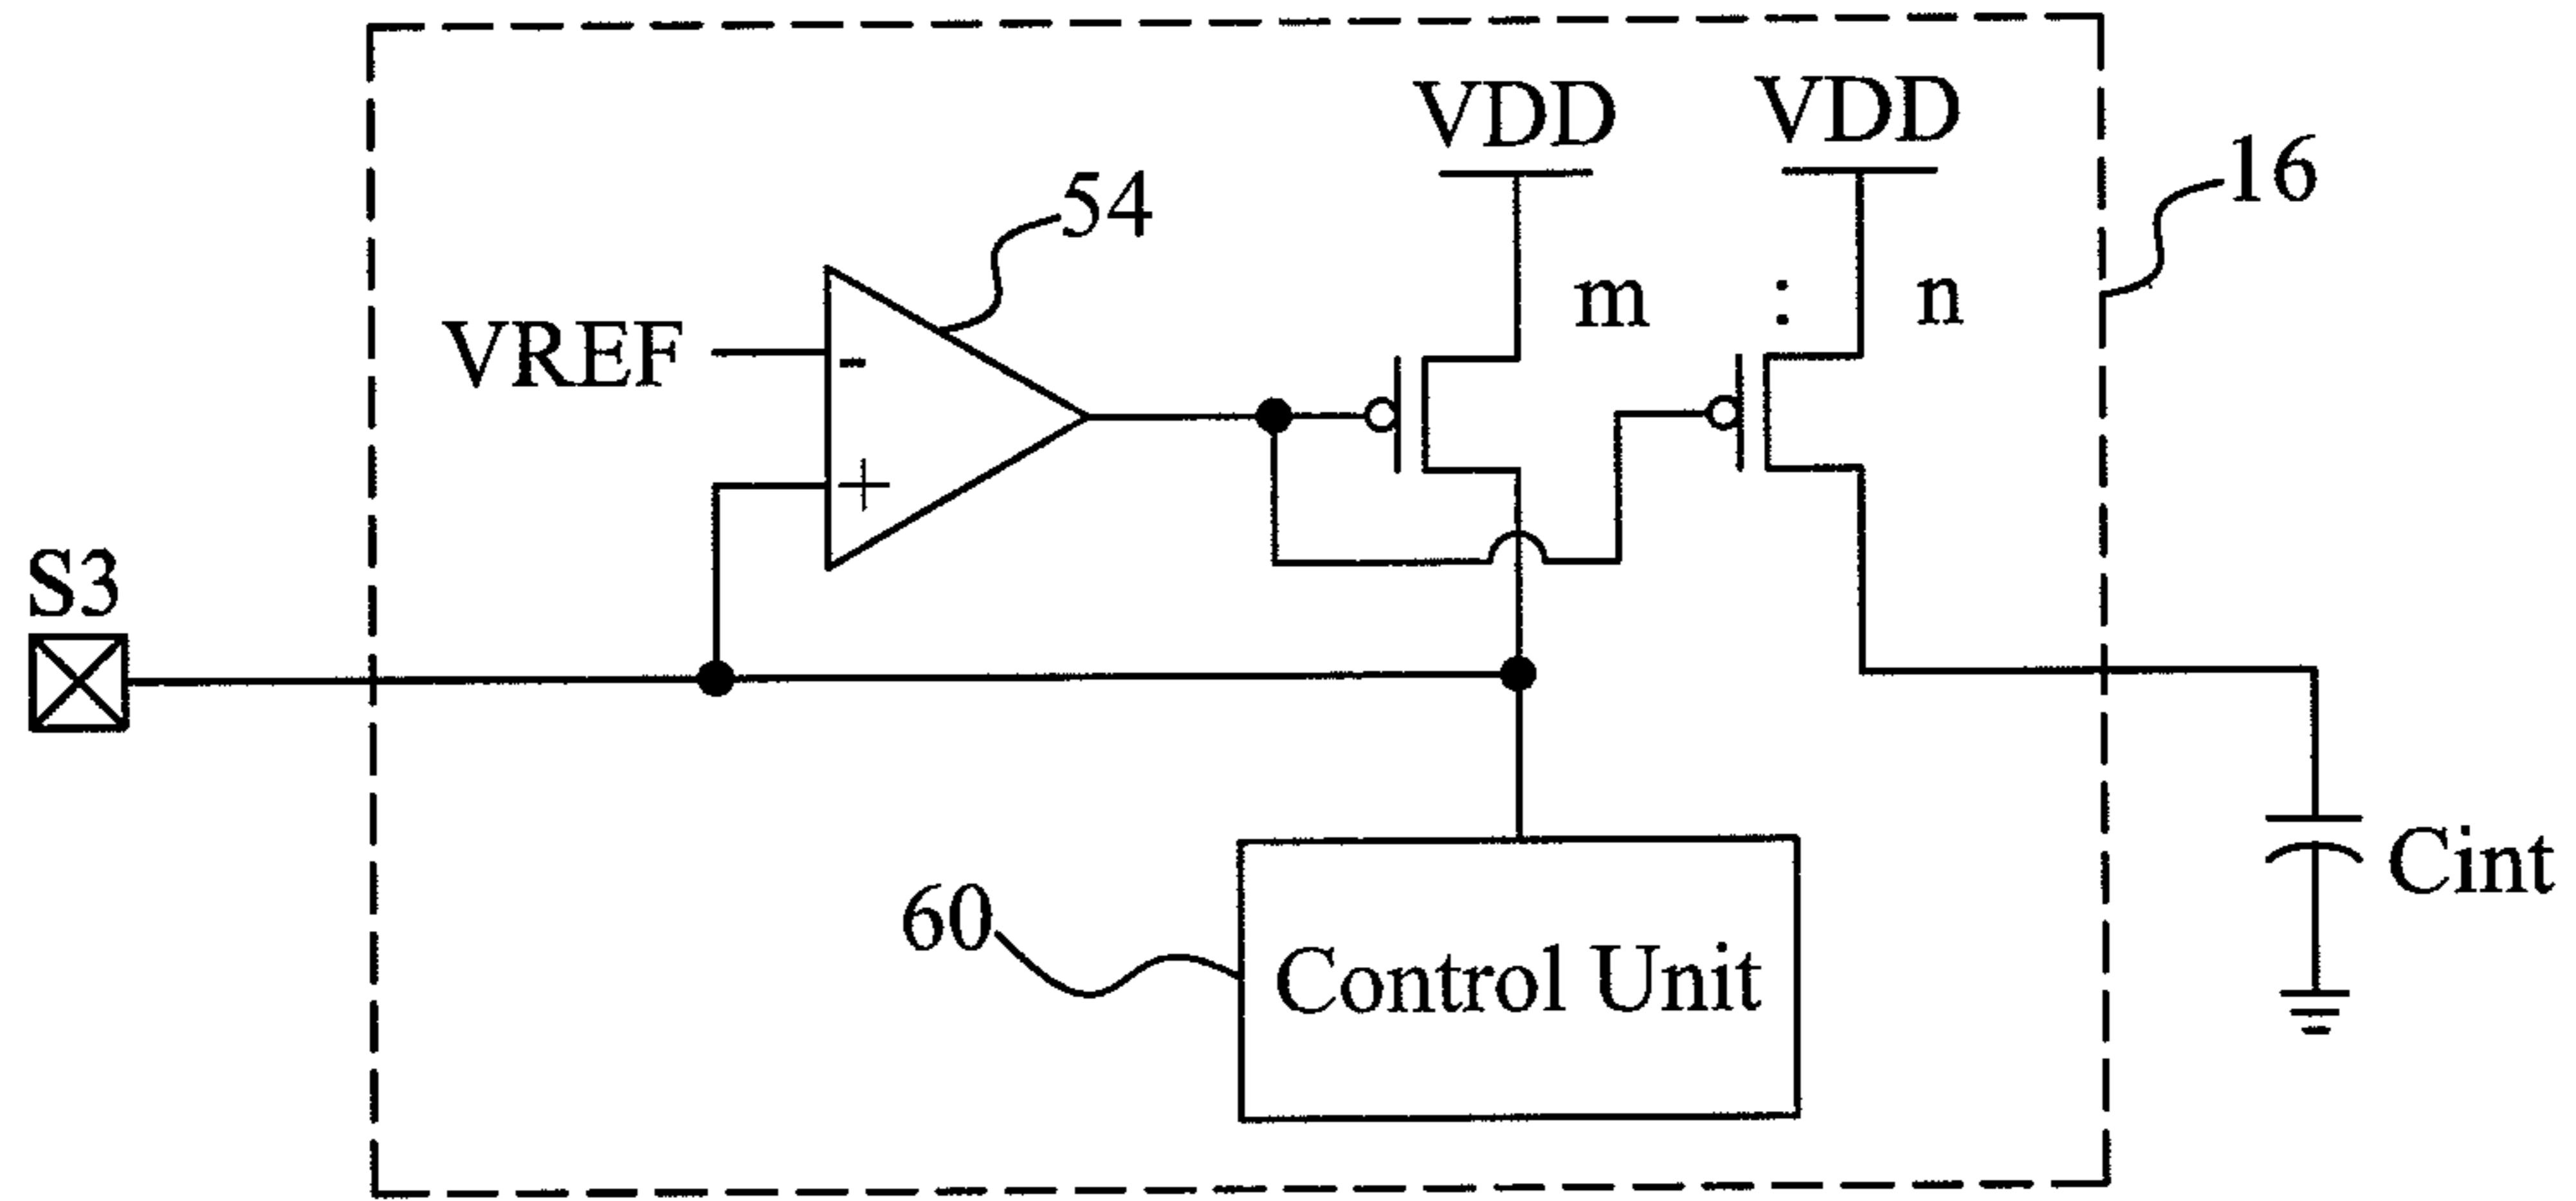 VDD
VDD
54
16
m : n
VREF
-
+
S3
Cint
60
Control Unit